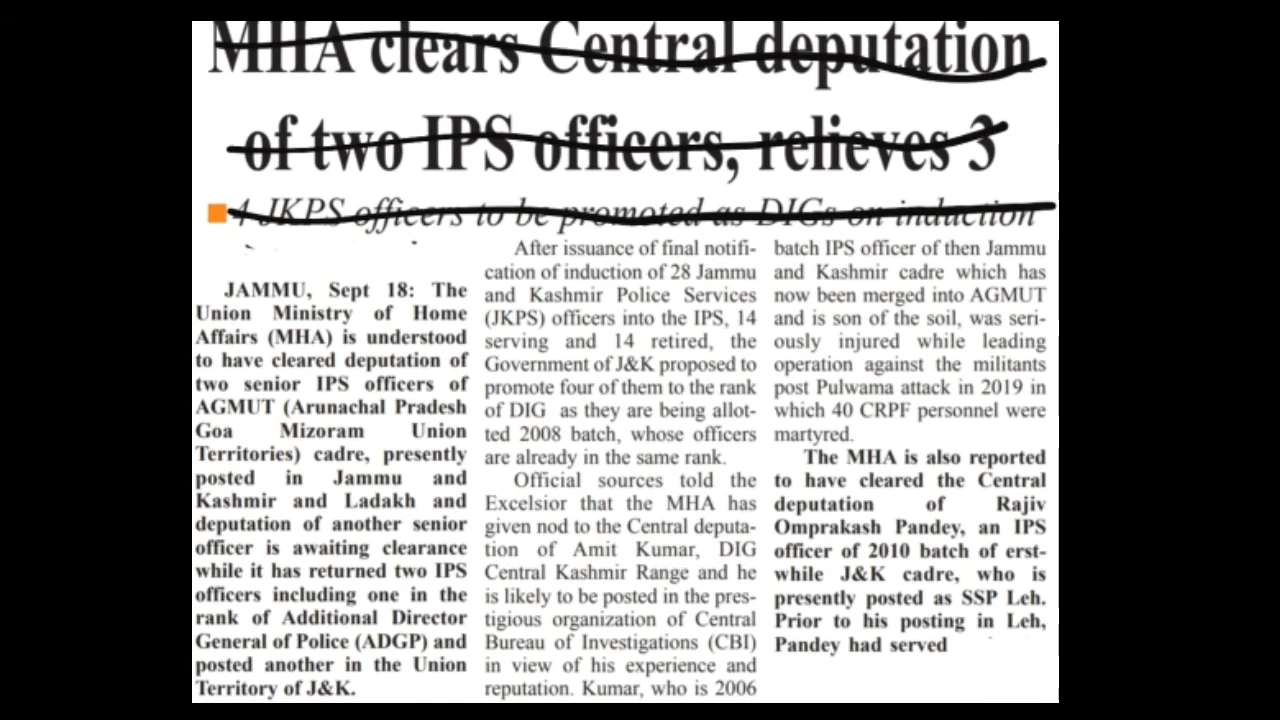 MHA clears Central deputation
of two IPS officers, relieves 3
4 JKPS officers to be promoted as DIGs on induction
JAMMU, Sept 18: The
Union Ministry of Home
Affairs (MHA) is understood
to have cleared deputation of
two senior IPS officers of
AGMUT (Arunachal Pradesh
Goa Mizoram Union
Territories) cadre, presently
posted in Jammu and
Kashmir and Ladakh and
deputation of another senior
officer is awaiting clearance
while it has returned two IPS
officers including one in the
rank of Additional Director
General of Police (ADGP) and
posted another in the Union
Territory of J&K.
After issuance of final notifi-
cation of induction of 28 Jammu
and Kashmir Police Services
(JKPS) officers into the IPS, 14
serving and 14 retired, the
Government of J&K proposed to
promote four of them to the rank
of DIG as they are being allot-
ted 2008 batch, whose officers
are already in the same rank.
Official sources told the
Excelsior that the MHA has
given nod to the Central deputa-
tion of Amit Kumar, DIG
Central Kashmir Range and he
is likely to be posted in the pres-
tigious organization of Central
Bureau of Investigations (CBI)
in view of his experience and
reputation. Kumar, who is 2006
batch IPS officer of then Jammu
and Kashmir cadre which has
now been merged into AGMUT
and is son of the soil, was seri-
ously injured while leading
operation against the militants
post Pulwama attack in 2019 in
which 40 CRPF personnel were
martyred.
The MHA is also reported
to have cleared the Central
deputation of Rajiv
Omprakash Pandey, an IPS
officer of 2010 batch of erst-
while J&K cadre, who is
presently posted as SSP Leh.
Prior to his posting in Leh,
Pandey had served